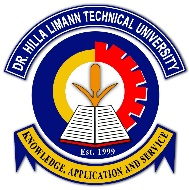 DR. HILLA LIMANN TECHNICAL UNIVERSITY
Est. 1999
KNOWLEDGE, APPLICATION AND SERVICE